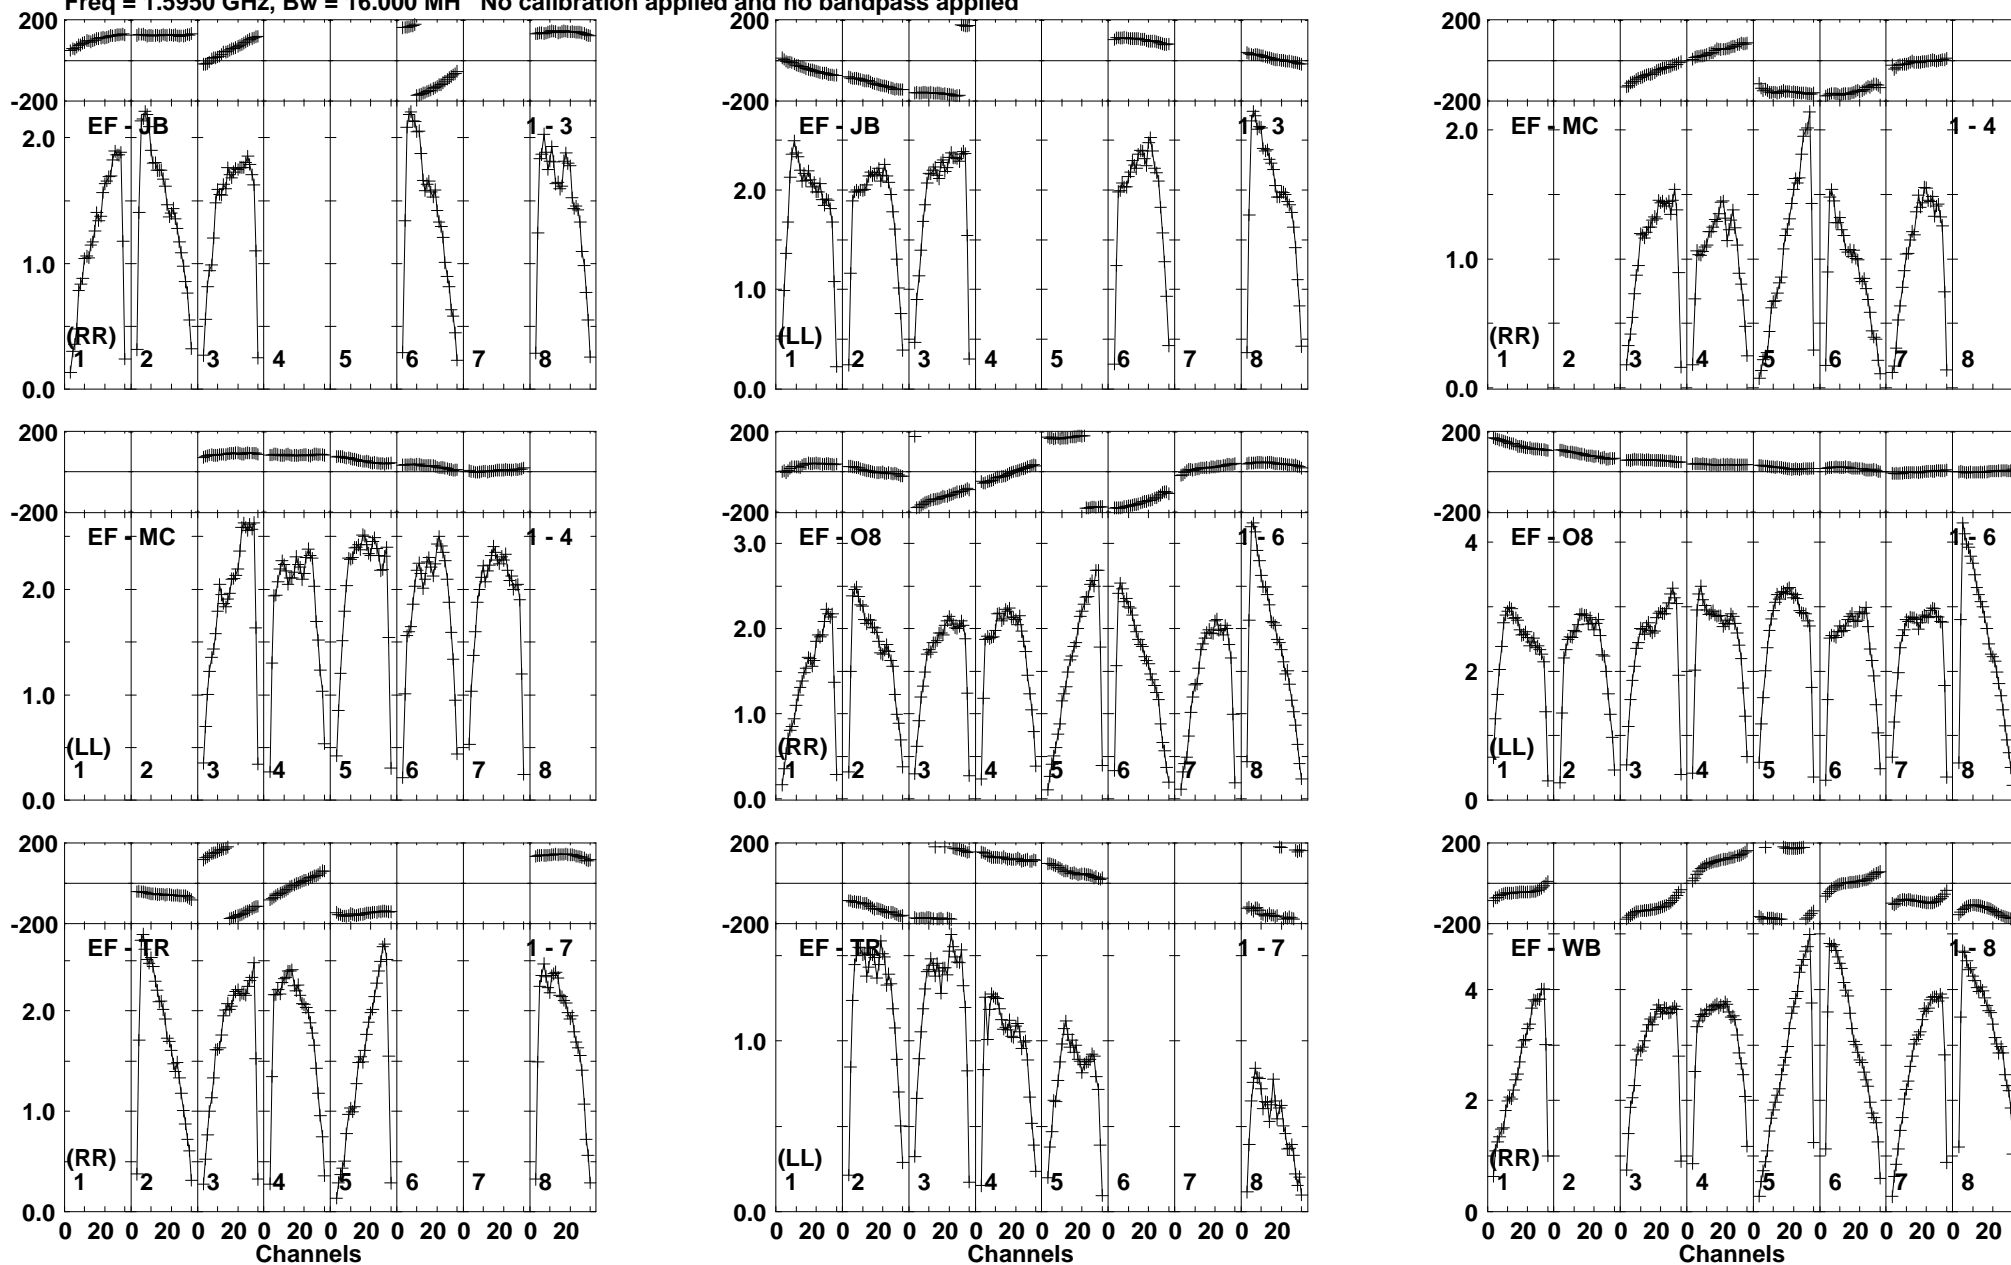 Freq = 1.5950 GHz, Bw = 16.000 MH No calibration applied and no bandpass applied
200 200 200
-200 -200 -200
EF - JB 1 - 3 EF - JB 1 - 3 EF - MC 1 - 4
2.0 2.0 2.0
1.0 1.0 1.0
(RR) (LL) (RR)
1 2 3 4 5 6 7 8 1 2 3 4 5 6 7 8 1 2 3 4 5 6 7 8
0.0 0.0 0.0
200 200 200
-200 -200 -200
EF - MC 1 - 4 EF - O8 1 - 6 EF - O8 1 - 6
3.0 4
2.0 2.0 2
1.0 1.0
(LL) (RR) (LL)
1 2 3 4 5 6 7 8 1 2 3 4 5 6 7 8 1 2 3 4 5 6 7 8
0.0 0.0 0
200 200 200
-200 -200 -200
EF - TR 1 - 7 EF - TR 1 - 7 EF - WB 1 - 8
2.0 1.0 4
1.0 2
(RR) (LL) (RR)
1 2 3 4 5 6 7 8 1 2 3 4 5 6 7 8 1 2 3 4 5 6 7 8
0.0 0.0 0
0 20 0 20 0 20 0 20 0 20 0 20 0 20 0 20 0 20 0 20 0 20 0 20 0 20 0 20 0 20 0 20 0 20 0 20 0 20 0 20 0 20 0 20 0 20 0 20
Channels Channels Channels